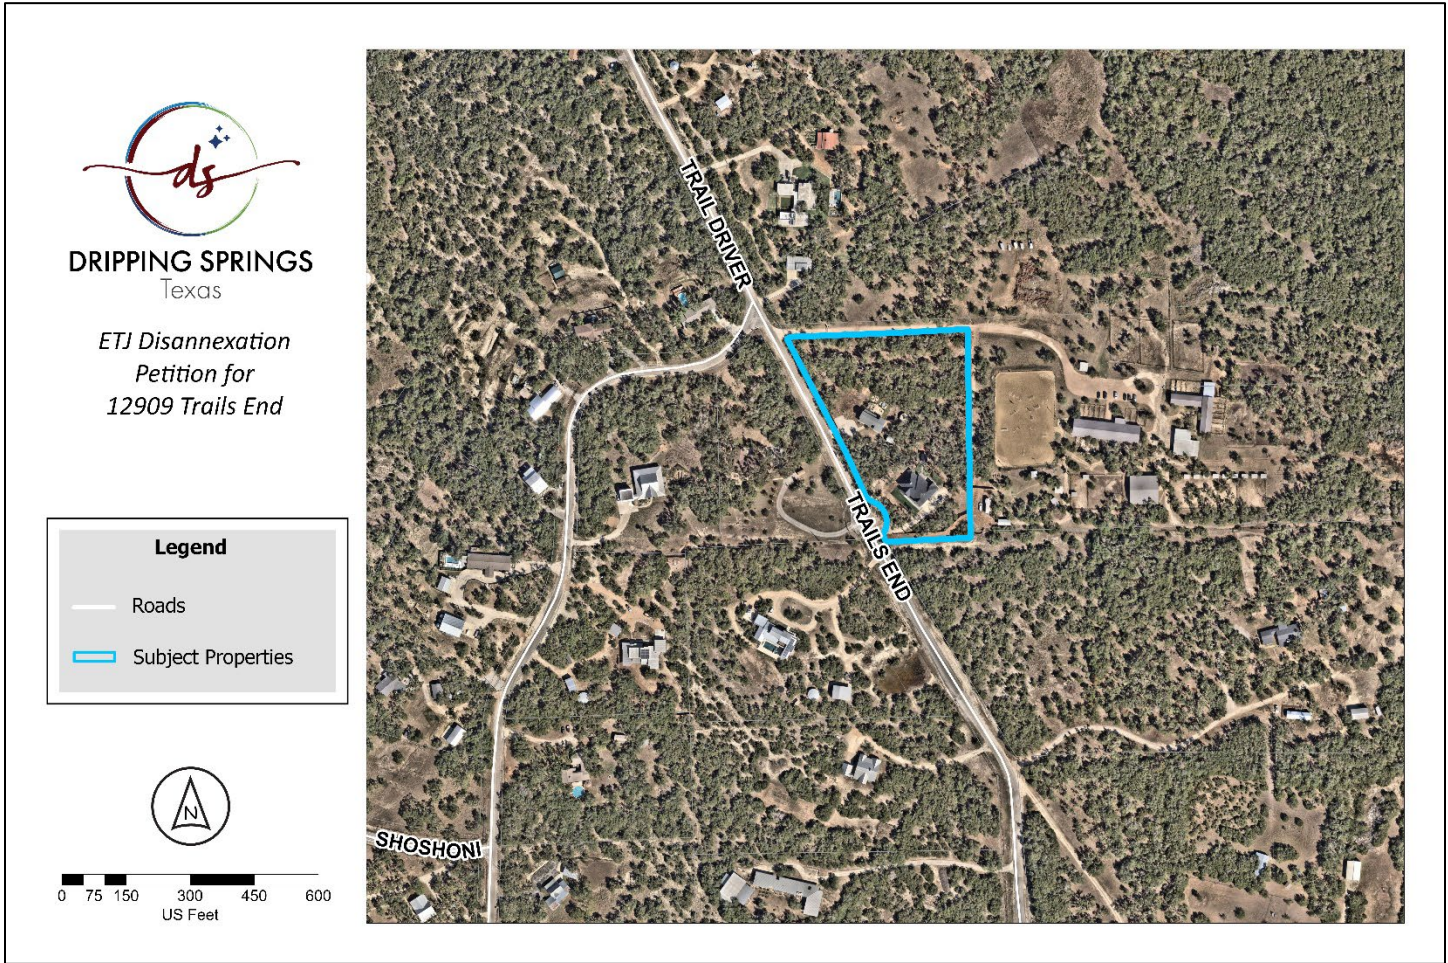 ds
DRIPPING SPRINGS
Texas
ETJ Disannexation
Petition for
12909 Trails End
Legend
Roads
Subject Properties
N
0 75 150 300 450 600
US Feet
TRAIL DRIVER
TRAILS END
SHOSHONI